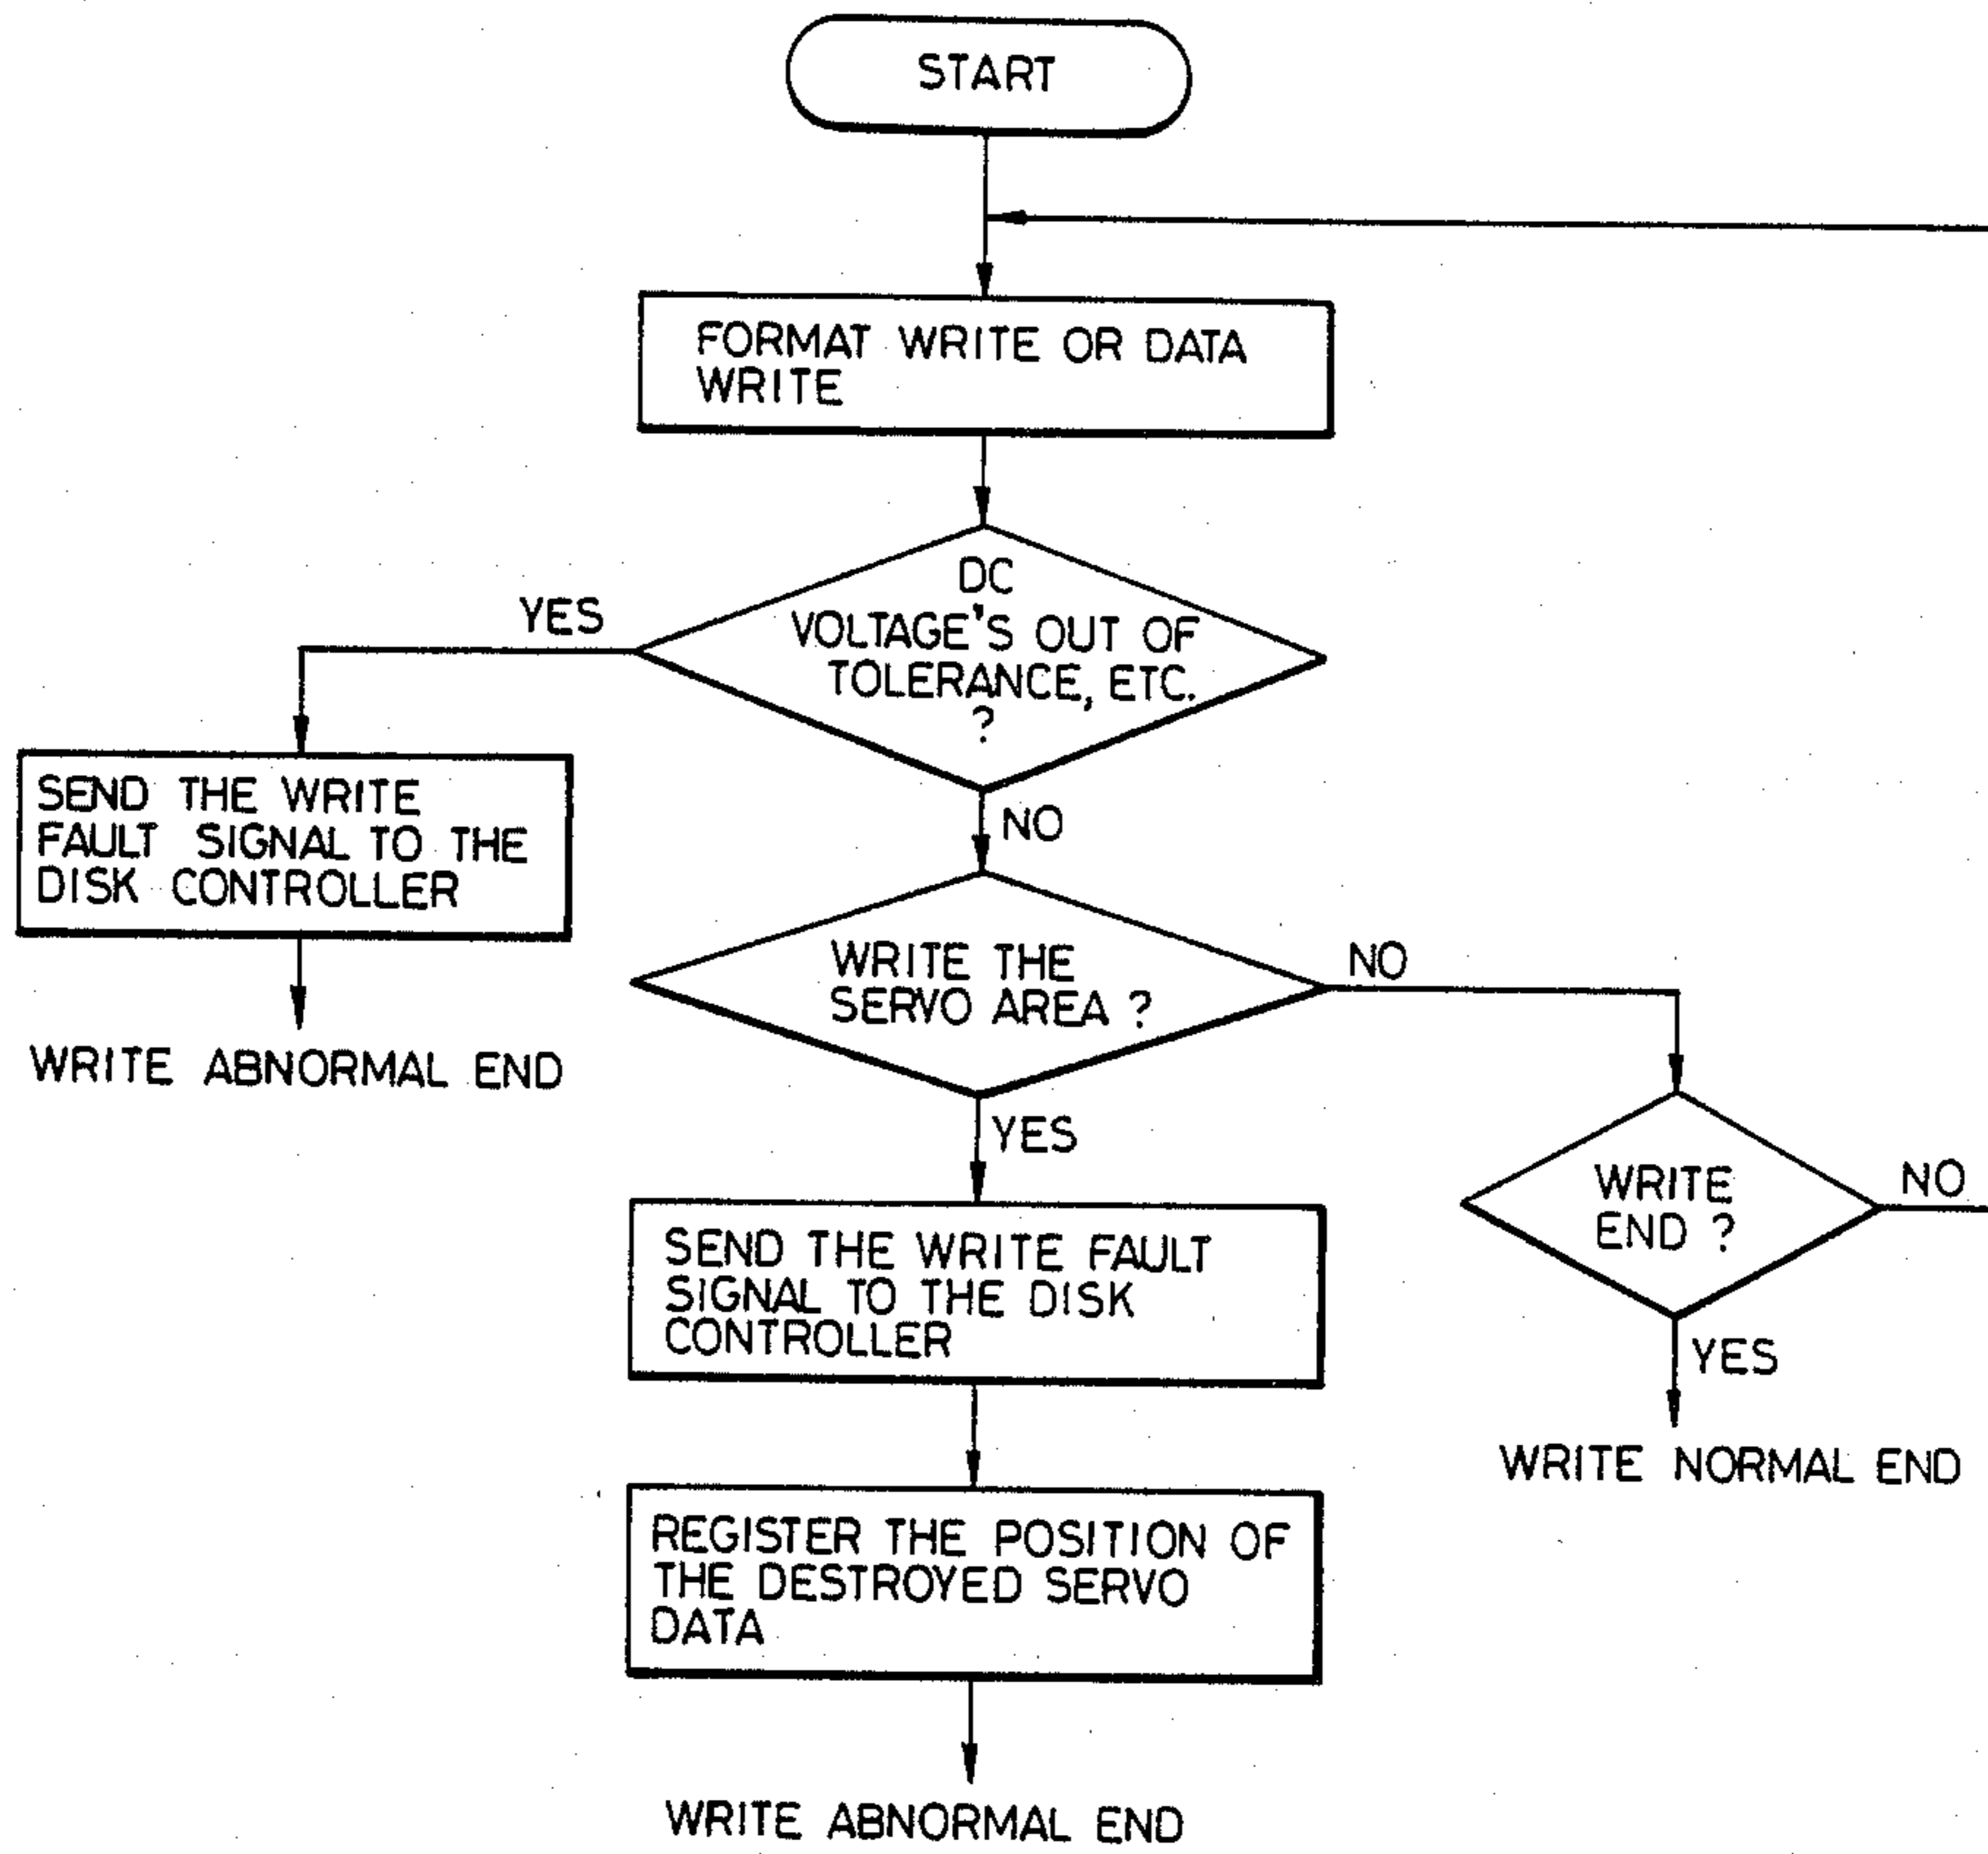 START
FORMAT WRITE OR DATA
WRITE
DC
VOLTAGE'S OUT OF
TOLERANCE, ETC.
?
YES
NO
SEND THE WRITE
FAULT SIGNAL TO THE
DISK CONTROLLER
WRITE ABNORMAL END
WRITE THE
SERVO AREA ?
NO
YES
WRITE
END ?
NO
YES
WRITE NORMAL END
SEND THE WRITE FAULT
SIGNAL TO THE DISK
CONTROLLER
REGISTER THE POSITION OF
THE DESTROYED SERVO
DATA
WRITE ABNORMAL END